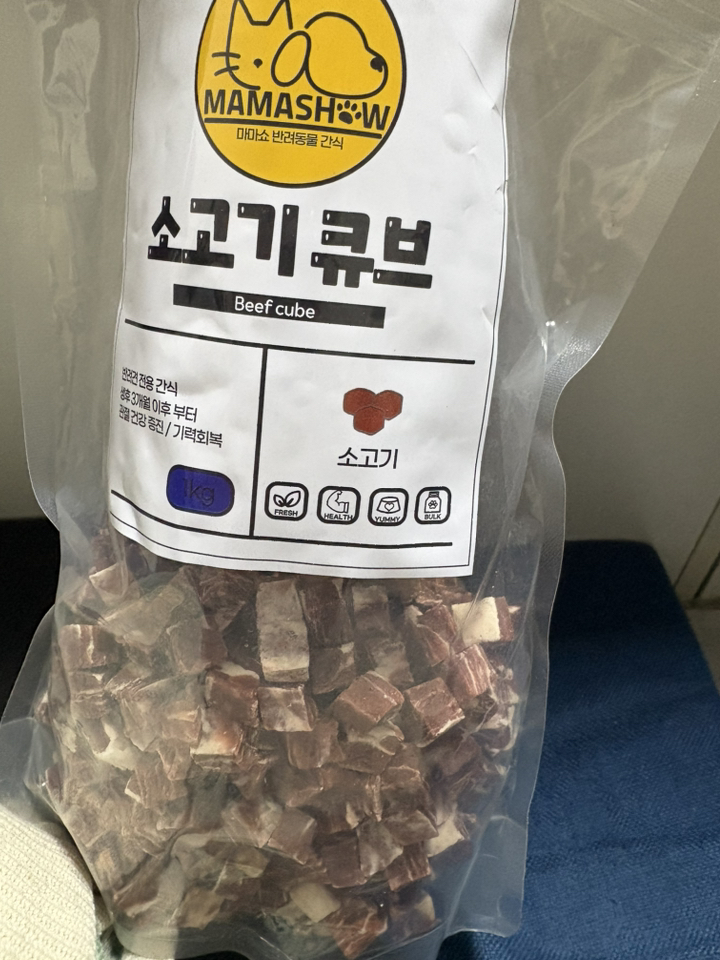 MAMASHOW
마마쇼 반려동물 간식
소고기 큐브
Beef cube
반려견 전용 간식
생후 3개월 이후 부터
관절 건강 증진 / 기력회복
1kg
소고기
FRESH
HEALTH
YUMMY
BULK